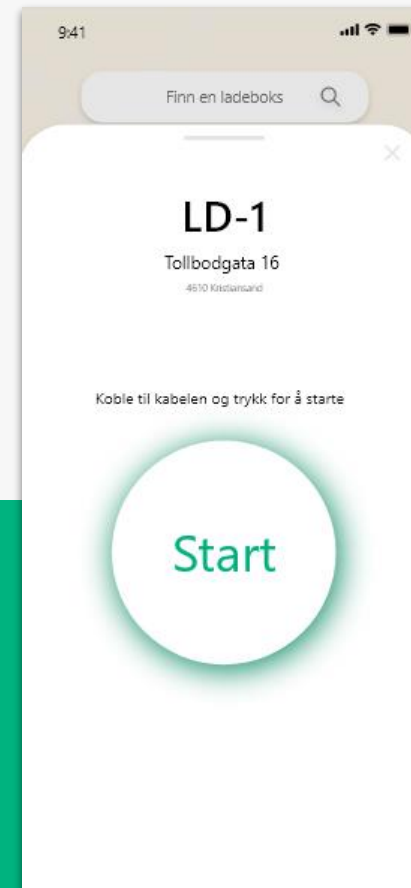 9:41
Finn en ladeboks
LD-1
Tollbodgata 16
4610 Kristiansand
Koble til kabelen og trykk for å starte
Start